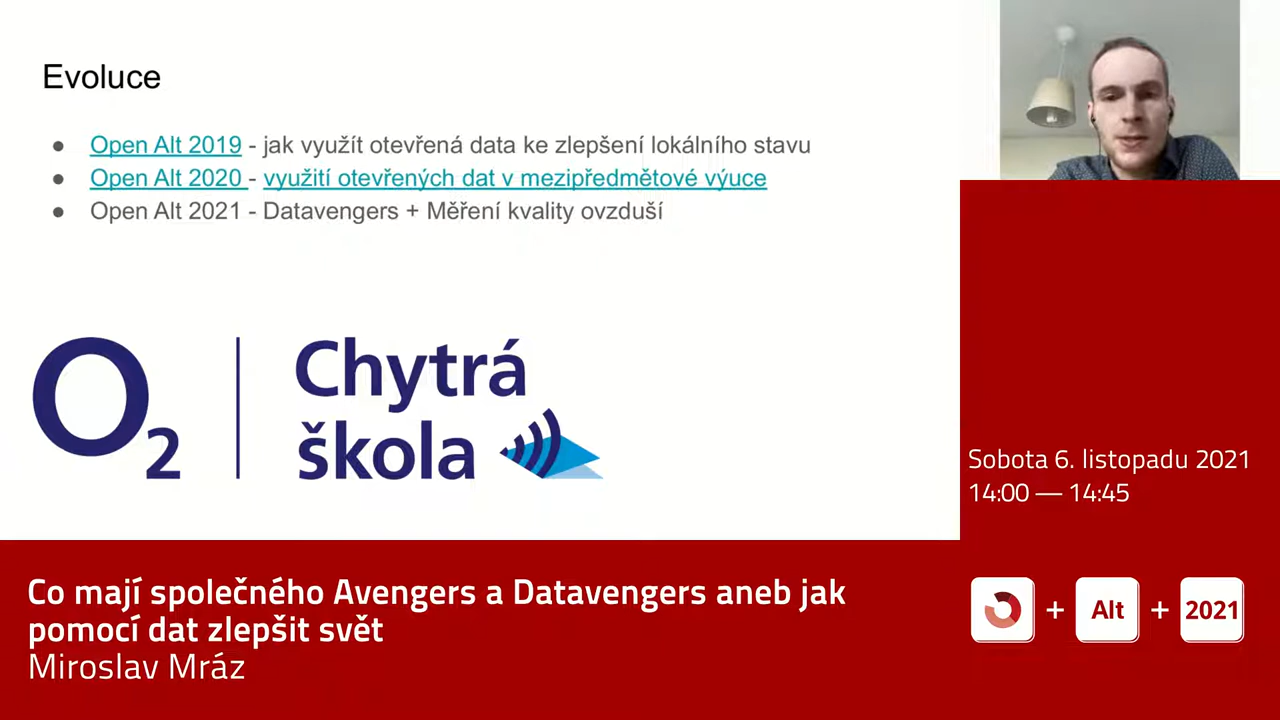 Evoluce
Open Alt 2019 - jak využít otevřená data ke zlepšení lokálního stavu
Open Alt 2020 - využití otevřených dat v mezipředmětové výuce
Open Alt 2021 - Datavengers + Měření kvality ovzduší
O2
Chytrá
škola
Sobota 6. listopadu 2021
14:00 — 14:45
Co mají společného Avengers a Datavengers aneb jak
pomocí dat zlepšit svět
Miroslav Mráz
+ Alt + 2021